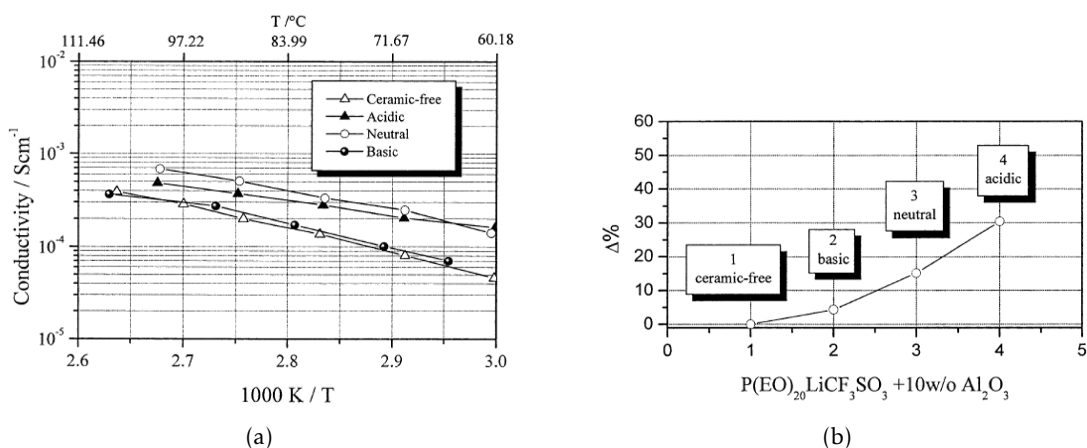 T /°C
111.46 97.22 83.99 71.67 60.18
10⁻²
10⁻³
10⁻⁴
10⁻⁵
Conductivity / Scm⁻¹
Ceramic-free
Acidic
Neutral
Basic
2.6 2.7 2.8 2.9 3.0
1000 K / T
(a)
60
50
40
30
20
10
0
Δ%
1
ceramic-free
2
basic
3
neutral
4
acidic
0 1 2 3 4 5
P(EO)₂₀LiCF₃SO₃ +10w/o Al₂O₃
(b)